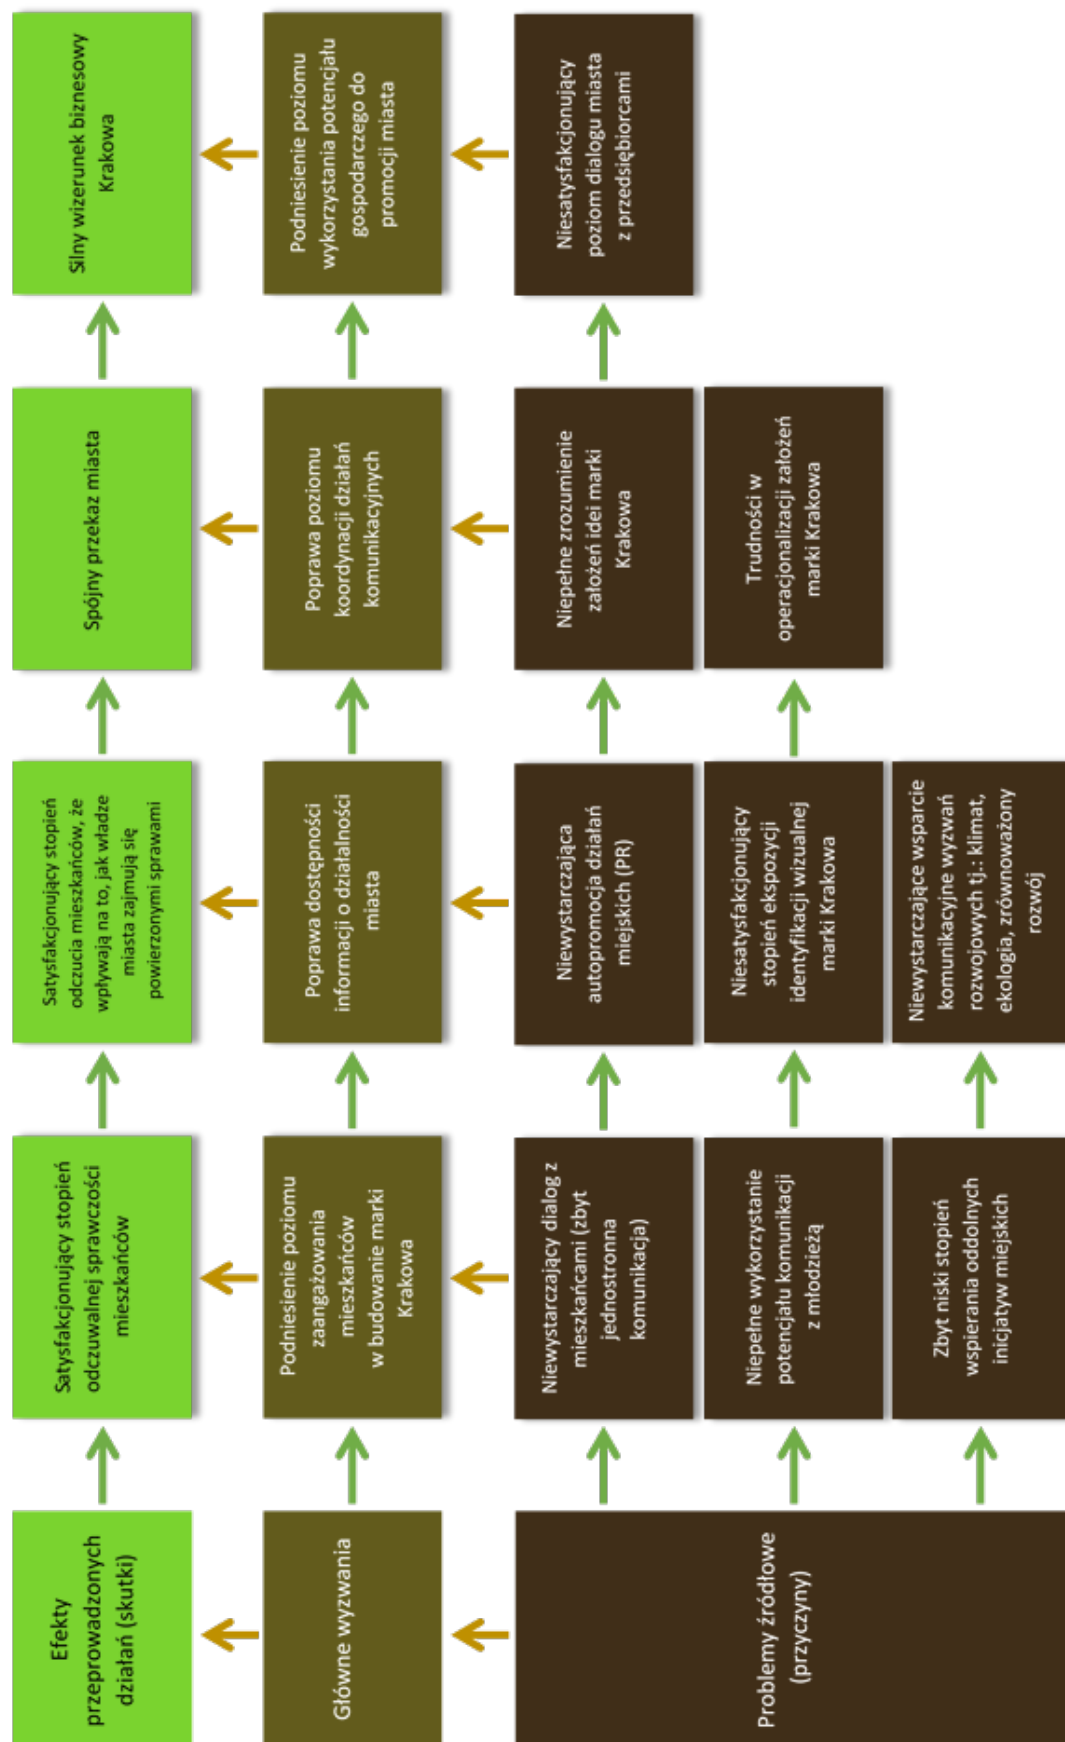 Efekty
przeprowadzonych
działań (skutki)
Satysfakcjonujący stopień
odczuwalnej sprawczości
mieszkańców
Satysfakcjonujący stopień
odczucia mieszkańców, że
wpływają na to, jak władze
miasta zajmują się
powierzonymi sprawami
Spójny przekaz miasta
Silny wizerunek biznesowy
Krakowa
Główne wyzwania
Podniesienie poziomu
zaangażowania
mieszkańców
w budowanie marki
Krakowa
Poprawa dostępności
informacji o działalności
miasta
Poprawa poziomu
koordynacji działań
komunikacyjnych
Podniesienie poziomu
wykorzystania potencjału
gospodarczego do
promocji miasta
Problemy źródłowe
(przyczyny)
Niewystarczający dialog z
mieszkańcami (zbyt
jednostronna
komunikacja)
Niewystarczająca
autopromocja działań
miejskich (PR)
Niepełne zrozumienie
założeń idei marki
Krakowa
Niesatysfakcjonujący
poziom dialogu miasta
z przedsiębiorcami
Niepełne wykorzystanie
potencjału komunikacji
z młodzieżą
Niesatysfakcjonujący
stopień ekspozycji
identyfikacji wizualnej
marki Krakowa
Trudności w
operacjonalizacji założeń
marki Krakowa
Zbyt niski stopień
wspierania oddolnych
inicjatyw miejskich
Niewystarczające wsparcie
komunikacyjne wyzwań
rozwojowych tj.: klimat,
ekologia, zrównoważony
rozwój